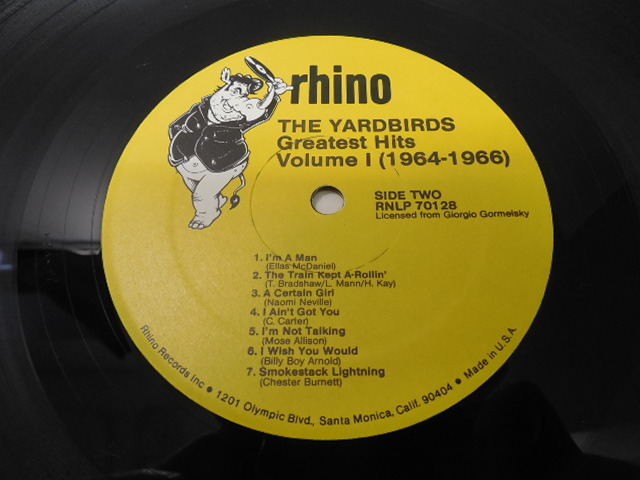 rhino
THE YARDBIRDS
Greatest Hits
Volume I (1964-1966)
SIDE TWO
RNLP 70128
Licensed from Giorgio Gormelsky
1. I'm A Man
(Ellas McDaniel)
2. The Train Kept A-Rollin'
(T. Bradshaw/L. Mann/H. Kay)
3. A Certain Girl
(Naomi Neville)
4. I Ain't Got You
(C. Carter)
5. I'm Not Talking
(Mose Allison)
6. I Wish You Would
(Billy Boy Arnold)
7. Smokestack Lightning
(Chester Burnett)
Rhino Records Inc • 1201 Olympic Blvd., Santa Monica, Calif. 90404 • Made in U.S.A.